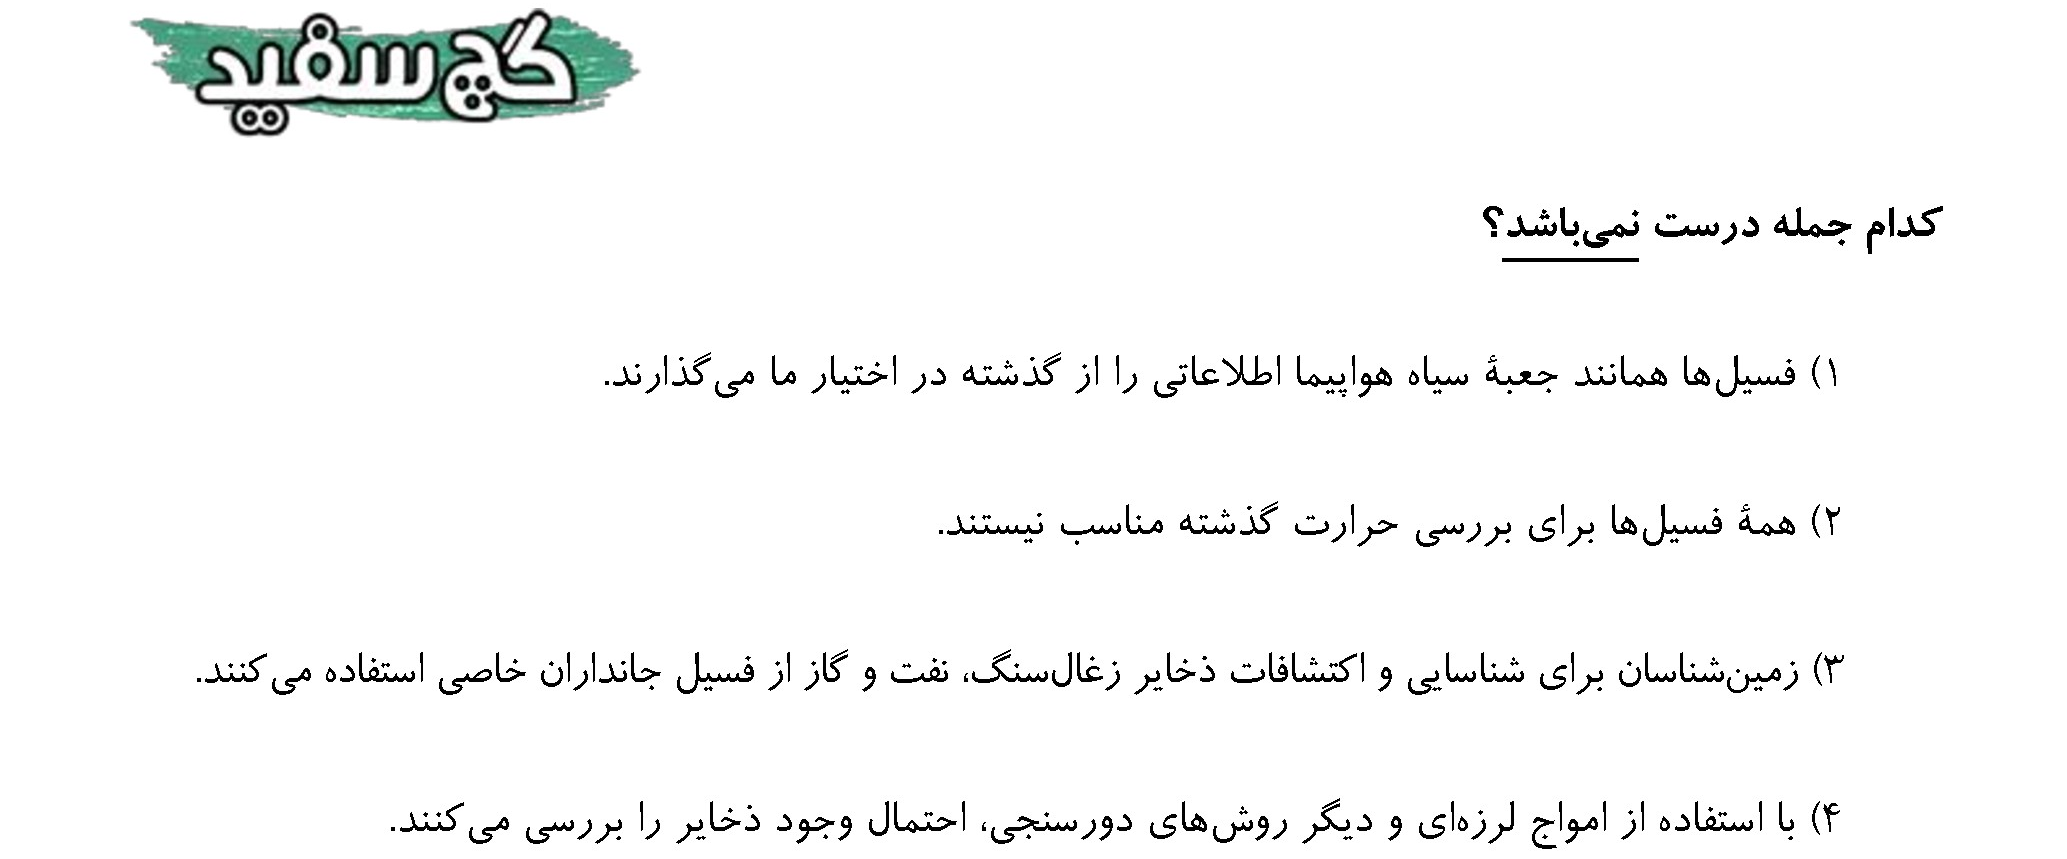 گچ سفید
کدام جمله درست نمی‌باشد؟
۱) فسیل‌ها همانند جعبهٔ سیاه هواپیما اطلاعاتی را از گذشته در اختیار ما می‌گذارند.
۲) همهٔ فسیل‌ها برای بررسی حرارت گذشته مناسب نیستند.
۳) زمین‌شناسان برای شناسایی و اکتشافات ذخایر زغال‌سنگ، نفت و گاز از فسیل جانداران خاصی استفاده می‌کنند.
۴) با استفاده از امواج لرزه‌ای و دیگر روش‌های دورسنجی، احتمال وجود ذخایر را بررسی می‌کنند.